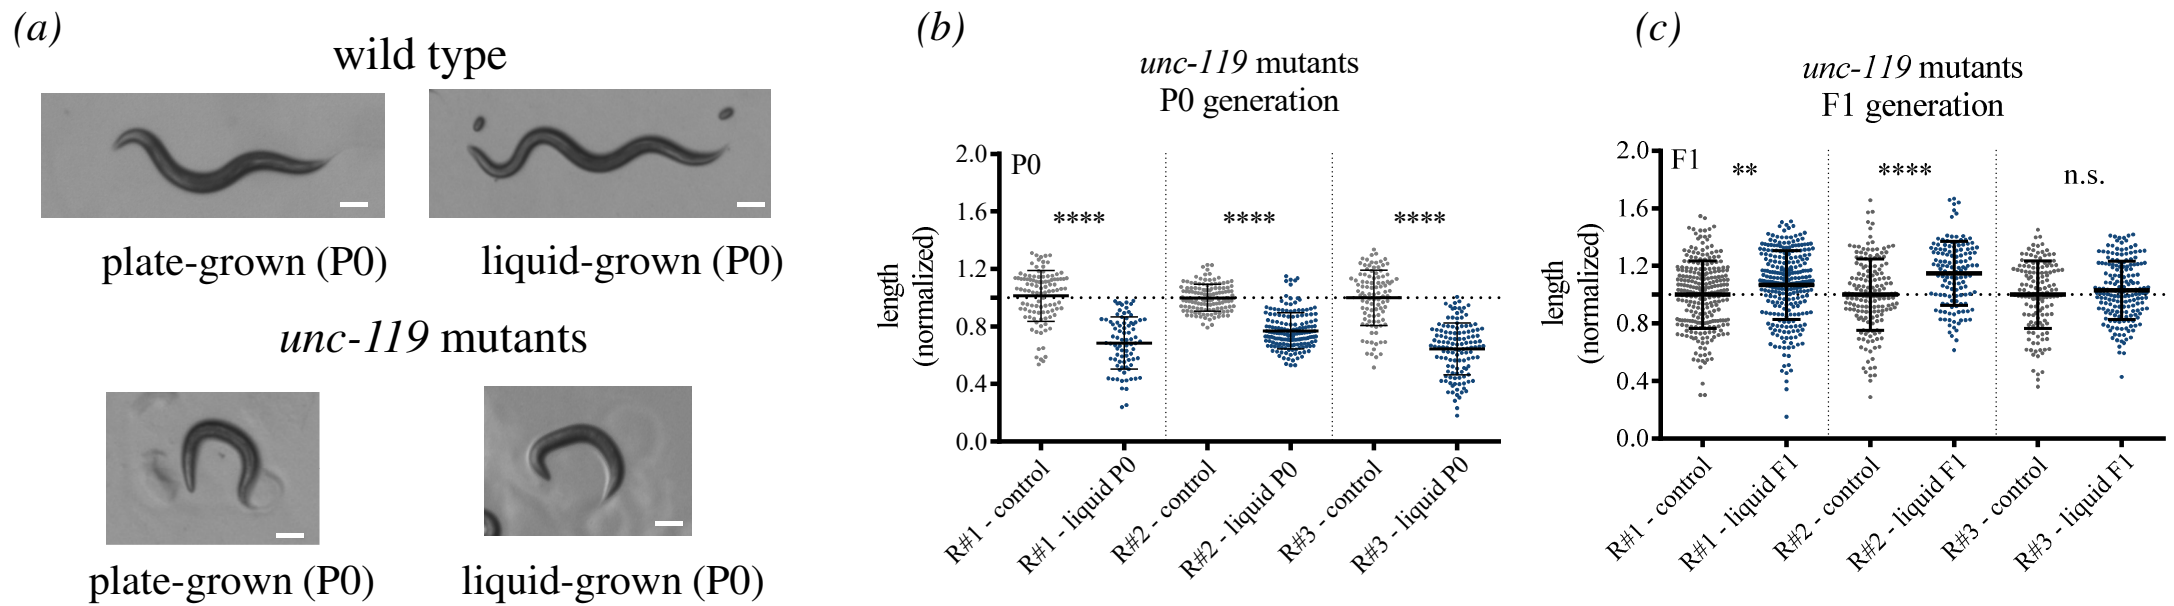 (a)
wild type
plate-grown (P0)
liquid-grown (P0)
unc-119 mutants
plate-grown (P0)
liquid-grown (P0)
(b)
unc-119 mutants
P0 generation
P0
length
(normalized)
2.0
1.6
1.2
0.8
0.4
0.0
****
****
****
R#1 - control
R#1 - liquid P0
R#2 - control
R#2 - liquid P0
R#3 - control
R#3 - liquid P0
(c)
unc-119 mutants
F1 generation
F1
length
(normalized)
2.0
1.6
1.2
0.8
0.4
0.0
**
****
n.s.
R#1 - control
R#1 - liquid F1
R#2 - control
R#2 - liquid F1
R#3 - control
R#3 - liquid F1